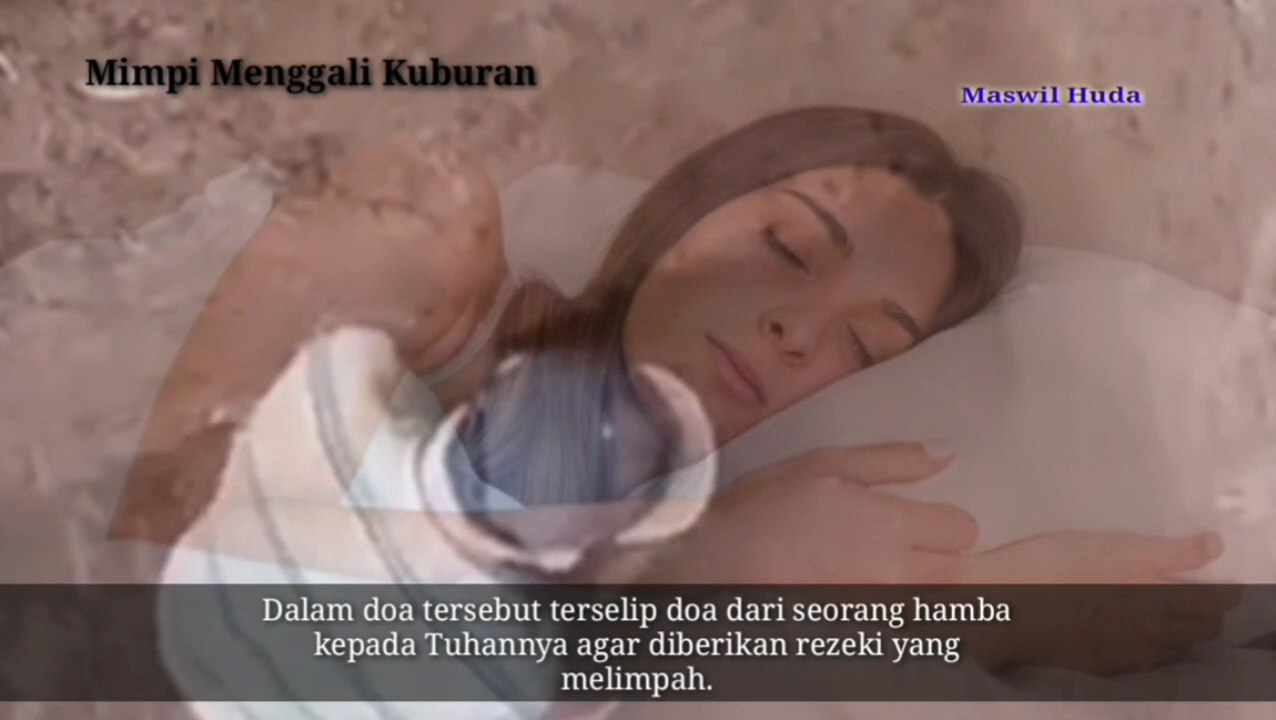 Mimpi Menggali Kuburan
Maswil Huda
Dalam doa tersebut terselip doa dari seorang hamba
kepada Tuhannya agar diberikan rezeki yang
melimpah.